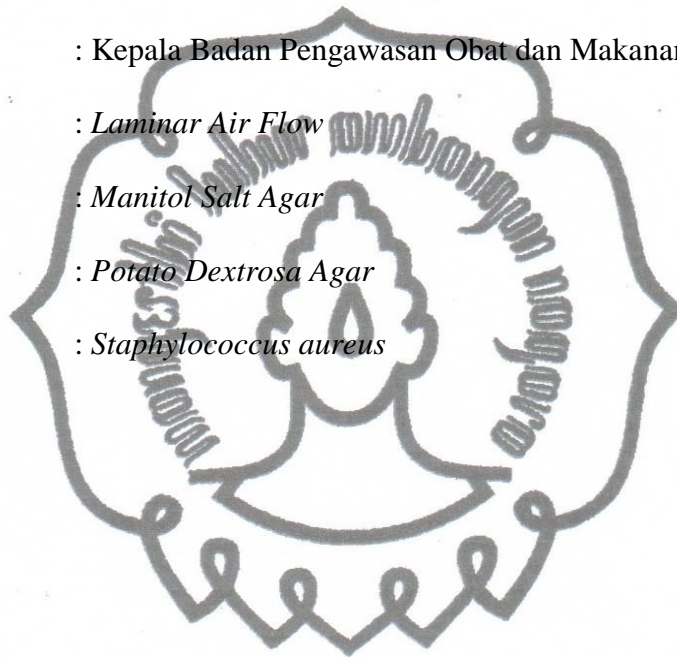 : Kepala Badan Pengawasan Obat dan Makanan
: Laminar Air Flow
: Manitol Salt Agar
: Potato Dextrosa Agar
: Staphylococcus aureus